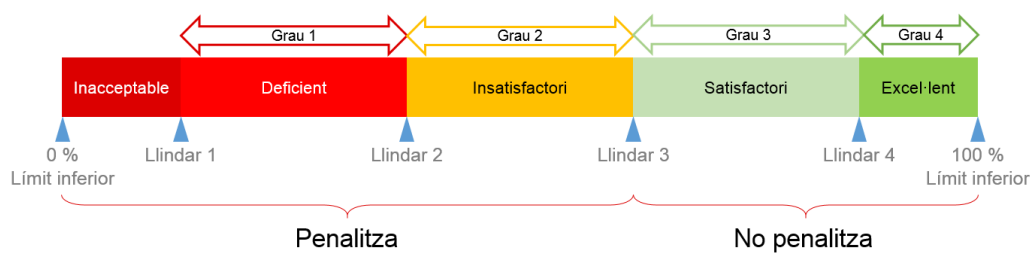 Grau 1
Grau 2
Grau 3
Grau 4
Inacceptable
Deficient
Insatisfactori
Satisfactori
Excel·lent
0 %
Límit inferior
Llindar 1
Llindar 2
Llindar 3
Llindar 4
100 %
Límit inferior
Penalitza
No penalitza